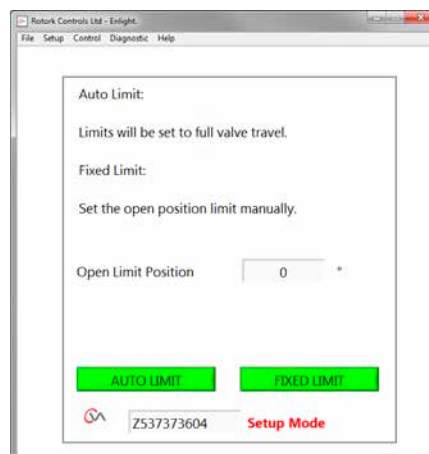 Rotork Controls Ltd - Enlight.
File Setup Control Diagnostic Help
Auto Limit:
Limits will be set to full valve travel.
Fixed Limit:
Set the open position limit manually.
Open Limit Position 0 °
AUTO LIMIT FIXED LIMIT
Z537373604 Setup Mode